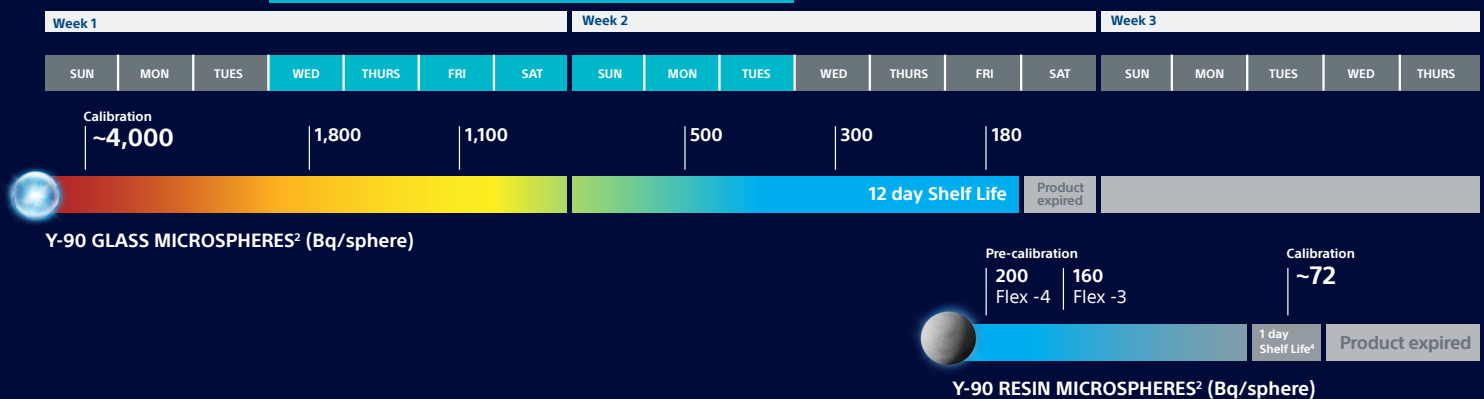 Week 1
Week 2
Week 3
SUN MON TUES WED THURS FRI SAT SUN MON TUES WED THURS FRI SAT SUN MON TUES WED THURS
Calibration
~4,000 1,800 1,100 500 300 180
12 day Shelf Life
Product
expired
Y-90 GLASS MICROSPHERES² (Bq/sphere)
Pre-calibration
200
Flex -4
160
Flex -3
Calibration
~72
1 day
Shelf Life⁴
Product expired
Y-90 RESIN MICROSPHERES² (Bq/sphere)